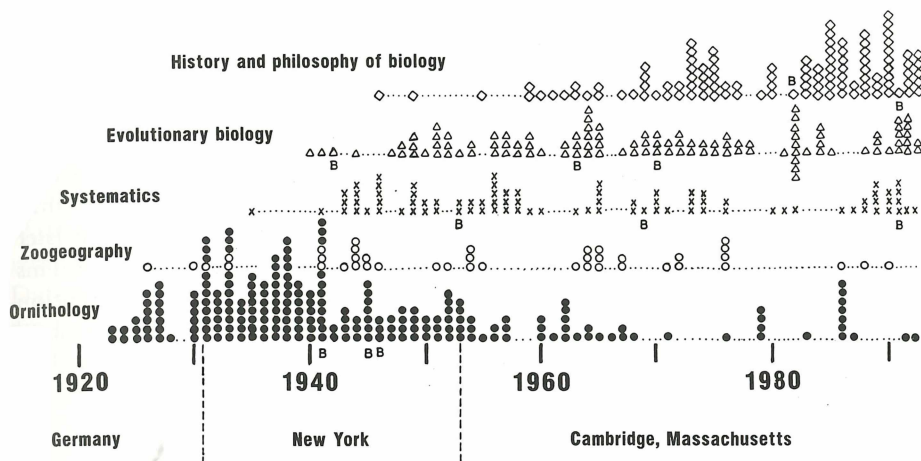 History and philosophy of biology
B
B
Evolutionary biology
B
B
B
Systematics
B
B
B
Zoogeography
Ornithology
B
B B
1920
1940
1960
1980
Germany
New York
Cambridge, Massachusetts